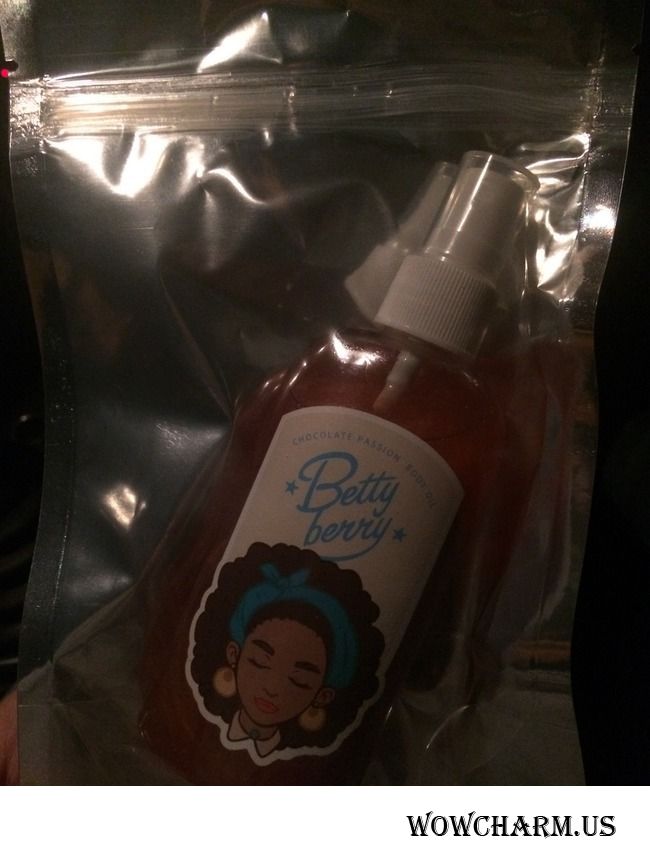 CHOCOLATE PASSION BODY OIL
Betty
berry
WOWCHARM.US